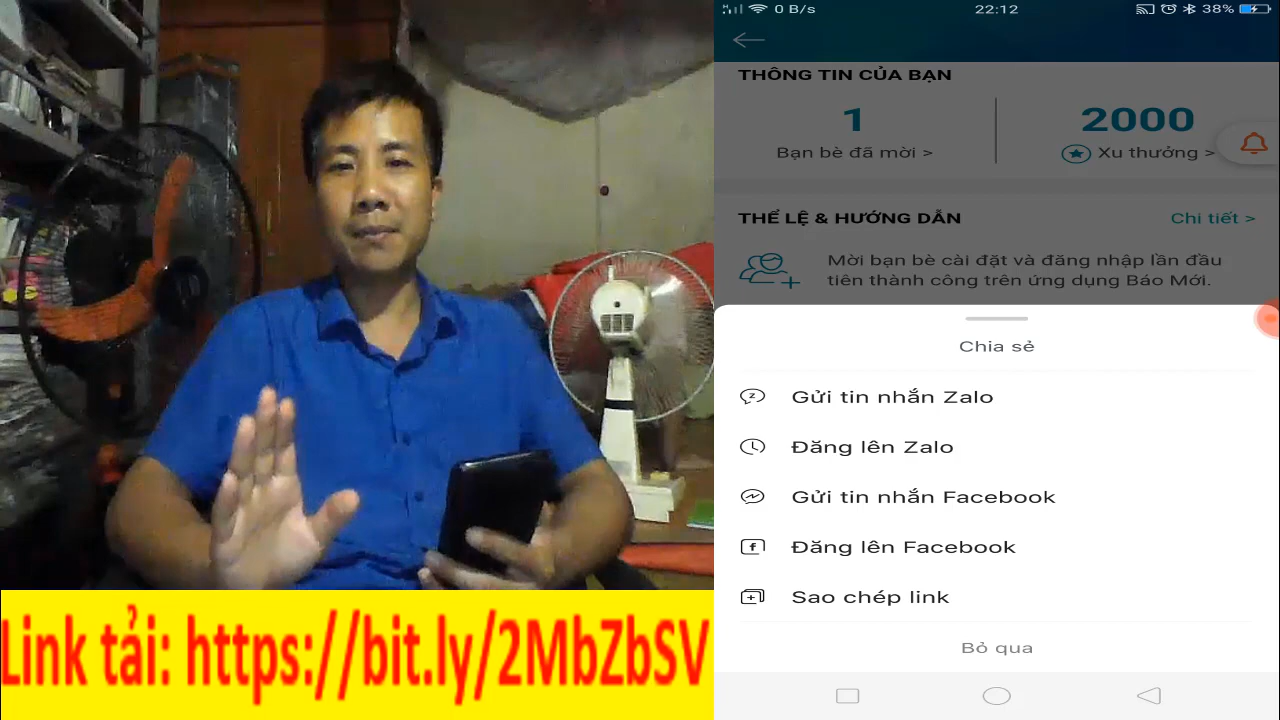 0 B/s 22:12 38%
THÔNG TIN CỦA BẠN
1 2000
Bạn bè đã mời > Xu thưởng >
THỂ LỆ & HƯỚNG DẪN Chi tiết >
Mời bạn bè cài đặt và đăng nhập lần đầu
tiên thành công trên ứng dụng Báo Mới.
Chia sẻ
Gửi tin nhắn Zalo
Đăng lên Zalo
Gửi tin nhắn Facebook
Đăng lên Facebook
Sao chép link
Bỏ qua
Link tải: https://bit.ly/2MbZbSV